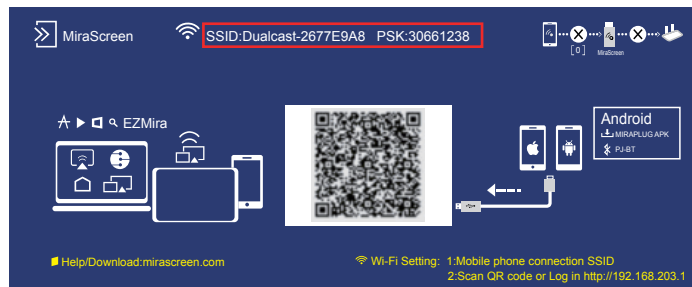 MiraScreen
SSID:Dualcast-2677E9A8 PSK:30661238
[ 0 ]
MiraScreen
EZMira
Android
MIRAPLUG APK
PJ-BT
Help/Download:mirascreen.com
Wi-Fi Setting: 1:Mobile phone connection SSID
2:Scan QR code or Log in http://192.168.203.1